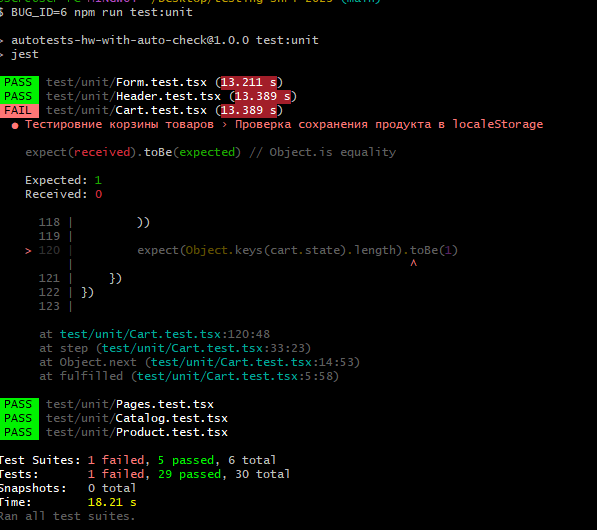 $ BUG_ID=6 npm run test:unit
> autotests-hw-with-auto-check@1.0.0 test:unit
> jest
PASS test/unit/Form.test.tsx (13.211 s)
PASS test/unit/Header.test.tsx (13.389 s)
FAIL test/unit/Cart.test.tsx (13.389 s)
● Тестировние корзины товаров › Проверка сохранения продукта в localeStorage
expect(received).toBe(expected) // Object.is equality
Expected: 1
Received: 0
118 | ))
119 |
> 120 | expect(Object.keys(cart.state).length).toBe(1)
| ^
121 | })
122 | })
123 |
at test/unit/Cart.test.tsx:120:48
at step (test/unit/Cart.test.tsx:33:23)
at Object.next (test/unit/Cart.test.tsx:14:53)
at fulfilled (test/unit/Cart.test.tsx:5:58)
PASS test/unit/Pages.test.tsx
PASS test/unit/Catalog.test.tsx
PASS test/unit/Product.test.tsx
Test Suites: 1 failed, 5 passed, 6 total
Tests: 1 failed, 29 passed, 30 total
Snapshots: 0 total
Time: 18.21 s
Ran all test suites.